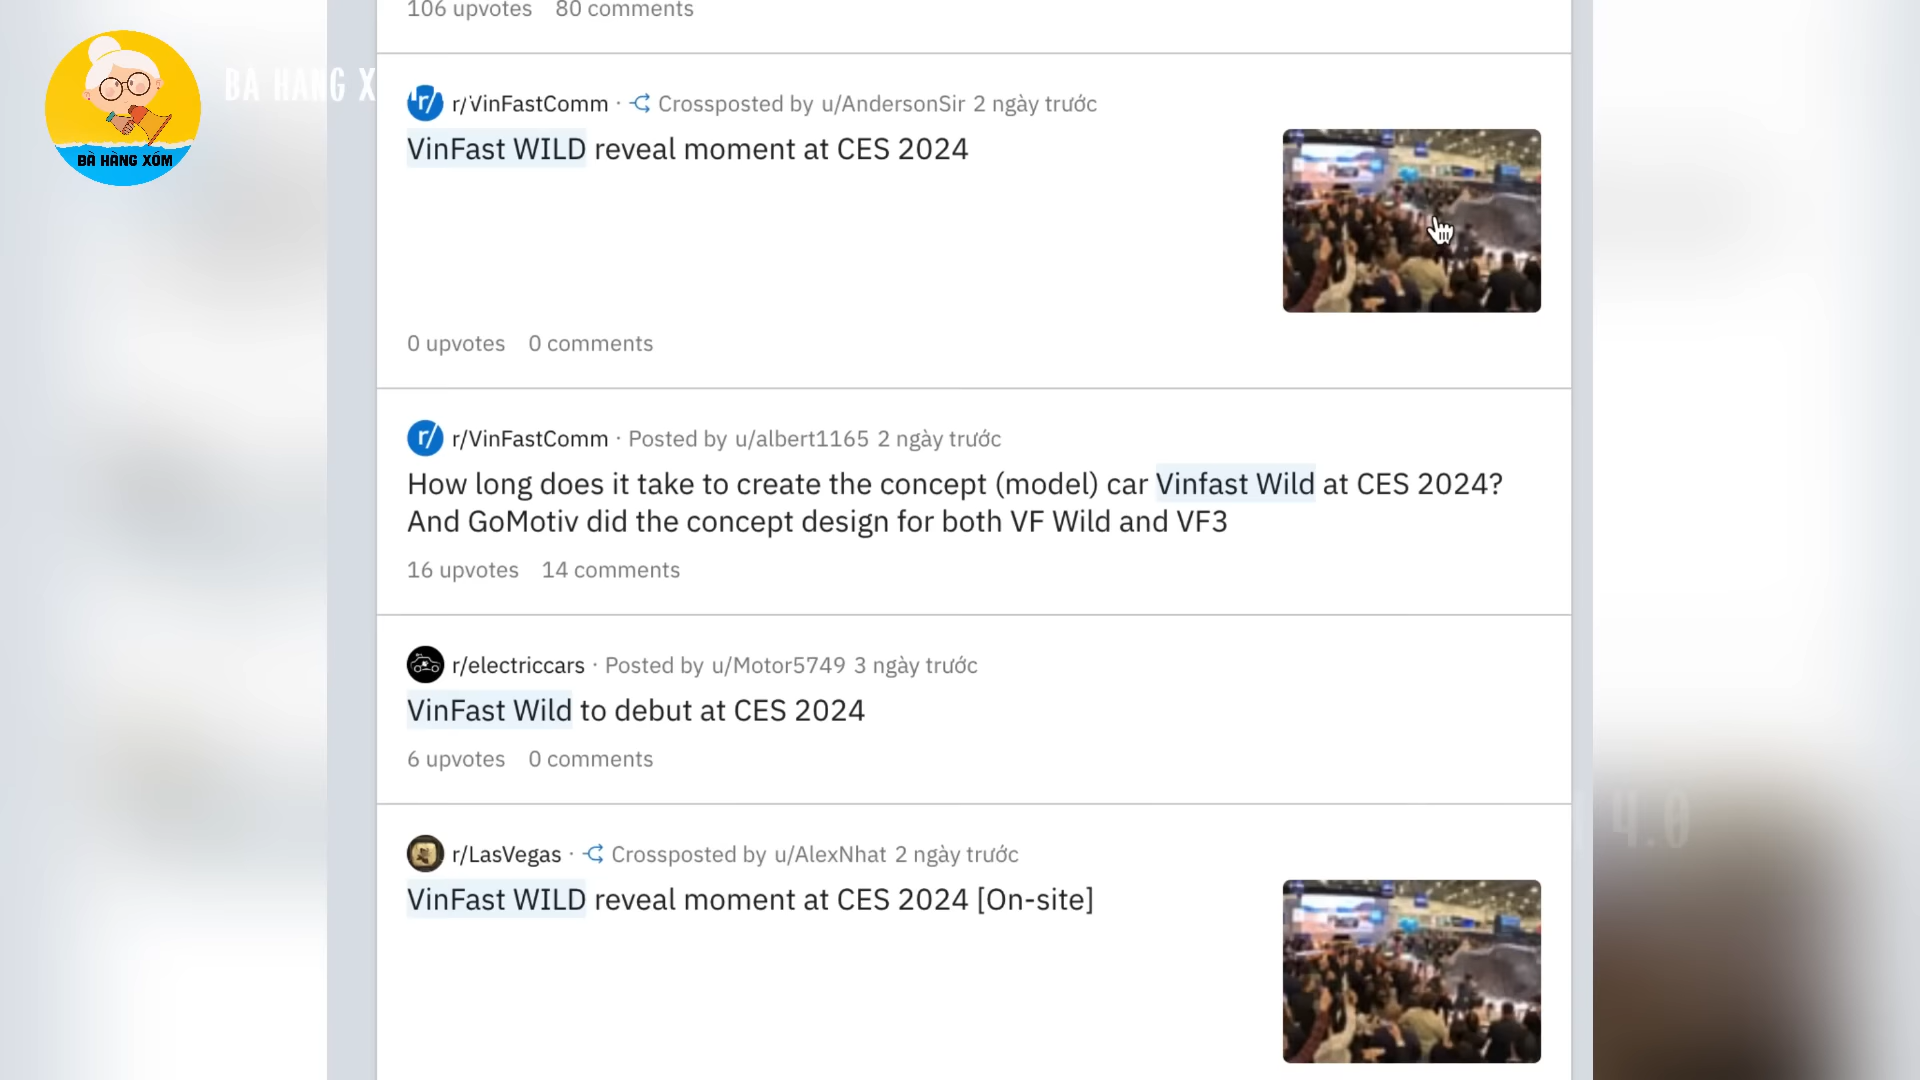 106 upvotes 80 comments
BÀ HÀNG X
r/VinFastComm · Crossposted by u/AndersonSir 2 ngày trước
VinFast WILD reveal moment at CES 2024
BÀ HÀNG XÓM
0 upvotes 0 comments
r/ r/VinFastComm · Posted by u/albert1165 2 ngày trước
How long does it take to create the concept (model) car Vinfast Wild at CES 2024?
And GoMotiv did the concept design for both VF Wild and VF3
16 upvotes 14 comments
r/electriccars · Posted by u/Motor5749 3 ngày trước
VinFast Wild to debut at CES 2024
6 upvotes 0 comments
4.0
r/LasVegas · Crossposted by u/AlexNhat 2 ngày trước
VinFast WILD reveal moment at CES 2024 [On-site]